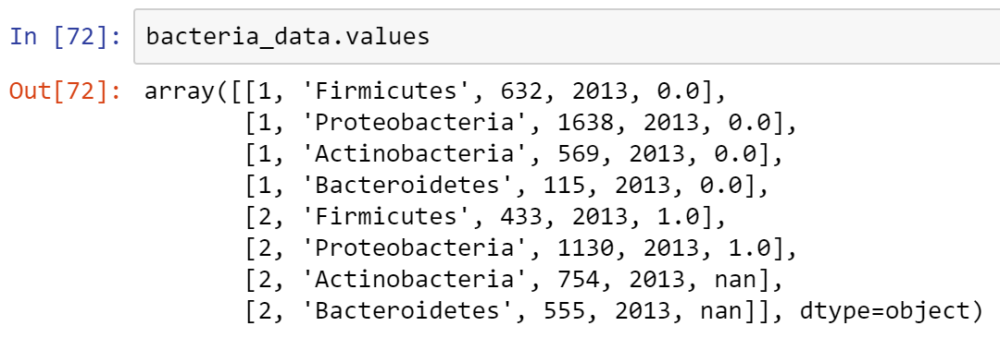 In [72]: bacteria_data.values
Out[72]: array([[1, 'Firmicutes', 632, 2013, 0.0],
[1, 'Proteobacteria', 1638, 2013, 0.0],
[1, 'Actinobacteria', 569, 2013, 0.0],
[1, 'Bacteroidetes', 115, 2013, 0.0],
[2, 'Firmicutes', 433, 2013, 1.0],
[2, 'Proteobacteria', 1130, 2013, 1.0],
[2, 'Actinobacteria', 754, 2013, nan],
[2, 'Bacteroidetes', 555, 2013, nan]], dtype=object)